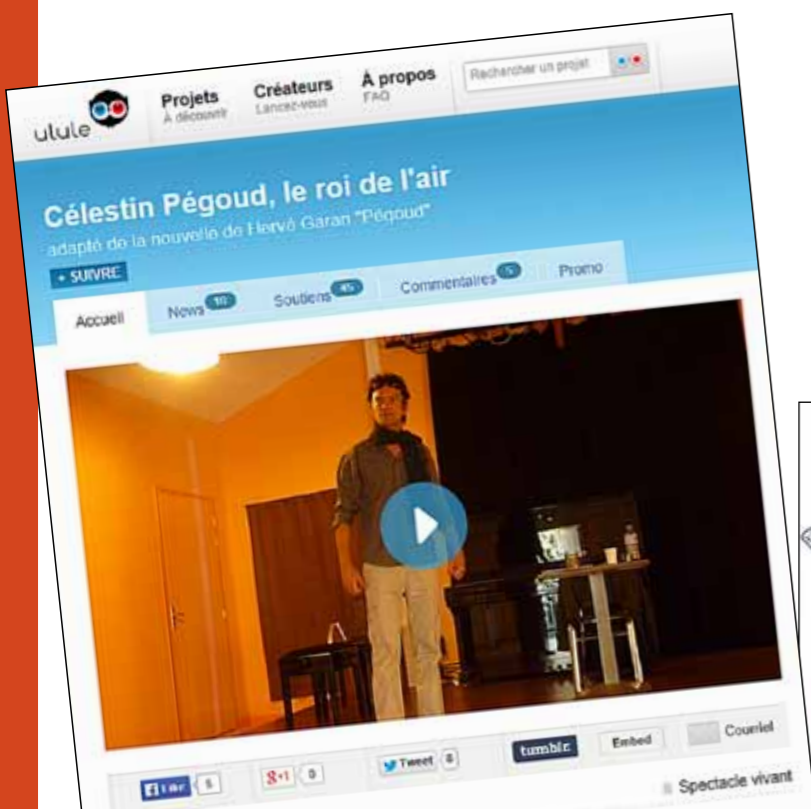 ulule
Projets Créateurs À propos Rechercher un projet
À découvrir Lancez-vous FAQ
Célestin Pégoud, le roi de l'air
adapté de la nouvelle de Hervé Garan "Pégoud"
+ SUIVRE
Accueil News 10 Soutiens 45 Commentaires 5 Promo
Like 5 g+1 0 Tweet 8 tumblr. Embed Courriel
Spectacle vivant